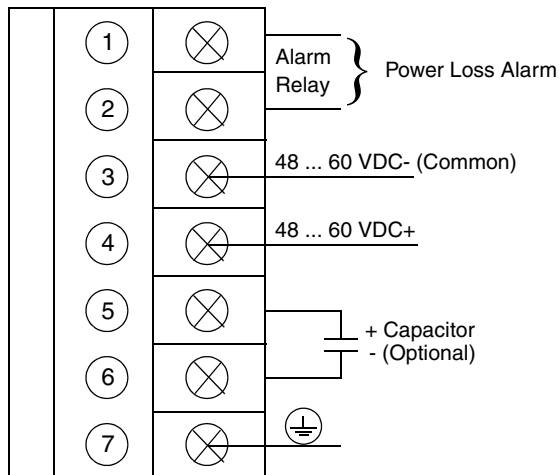 1
Alarm
Relay
Power Loss Alarm
2
3
48 ... 60 VDC- (Common)
4
48 ... 60 VDC+
5
+ Capacitor
- (Optional)
6
7